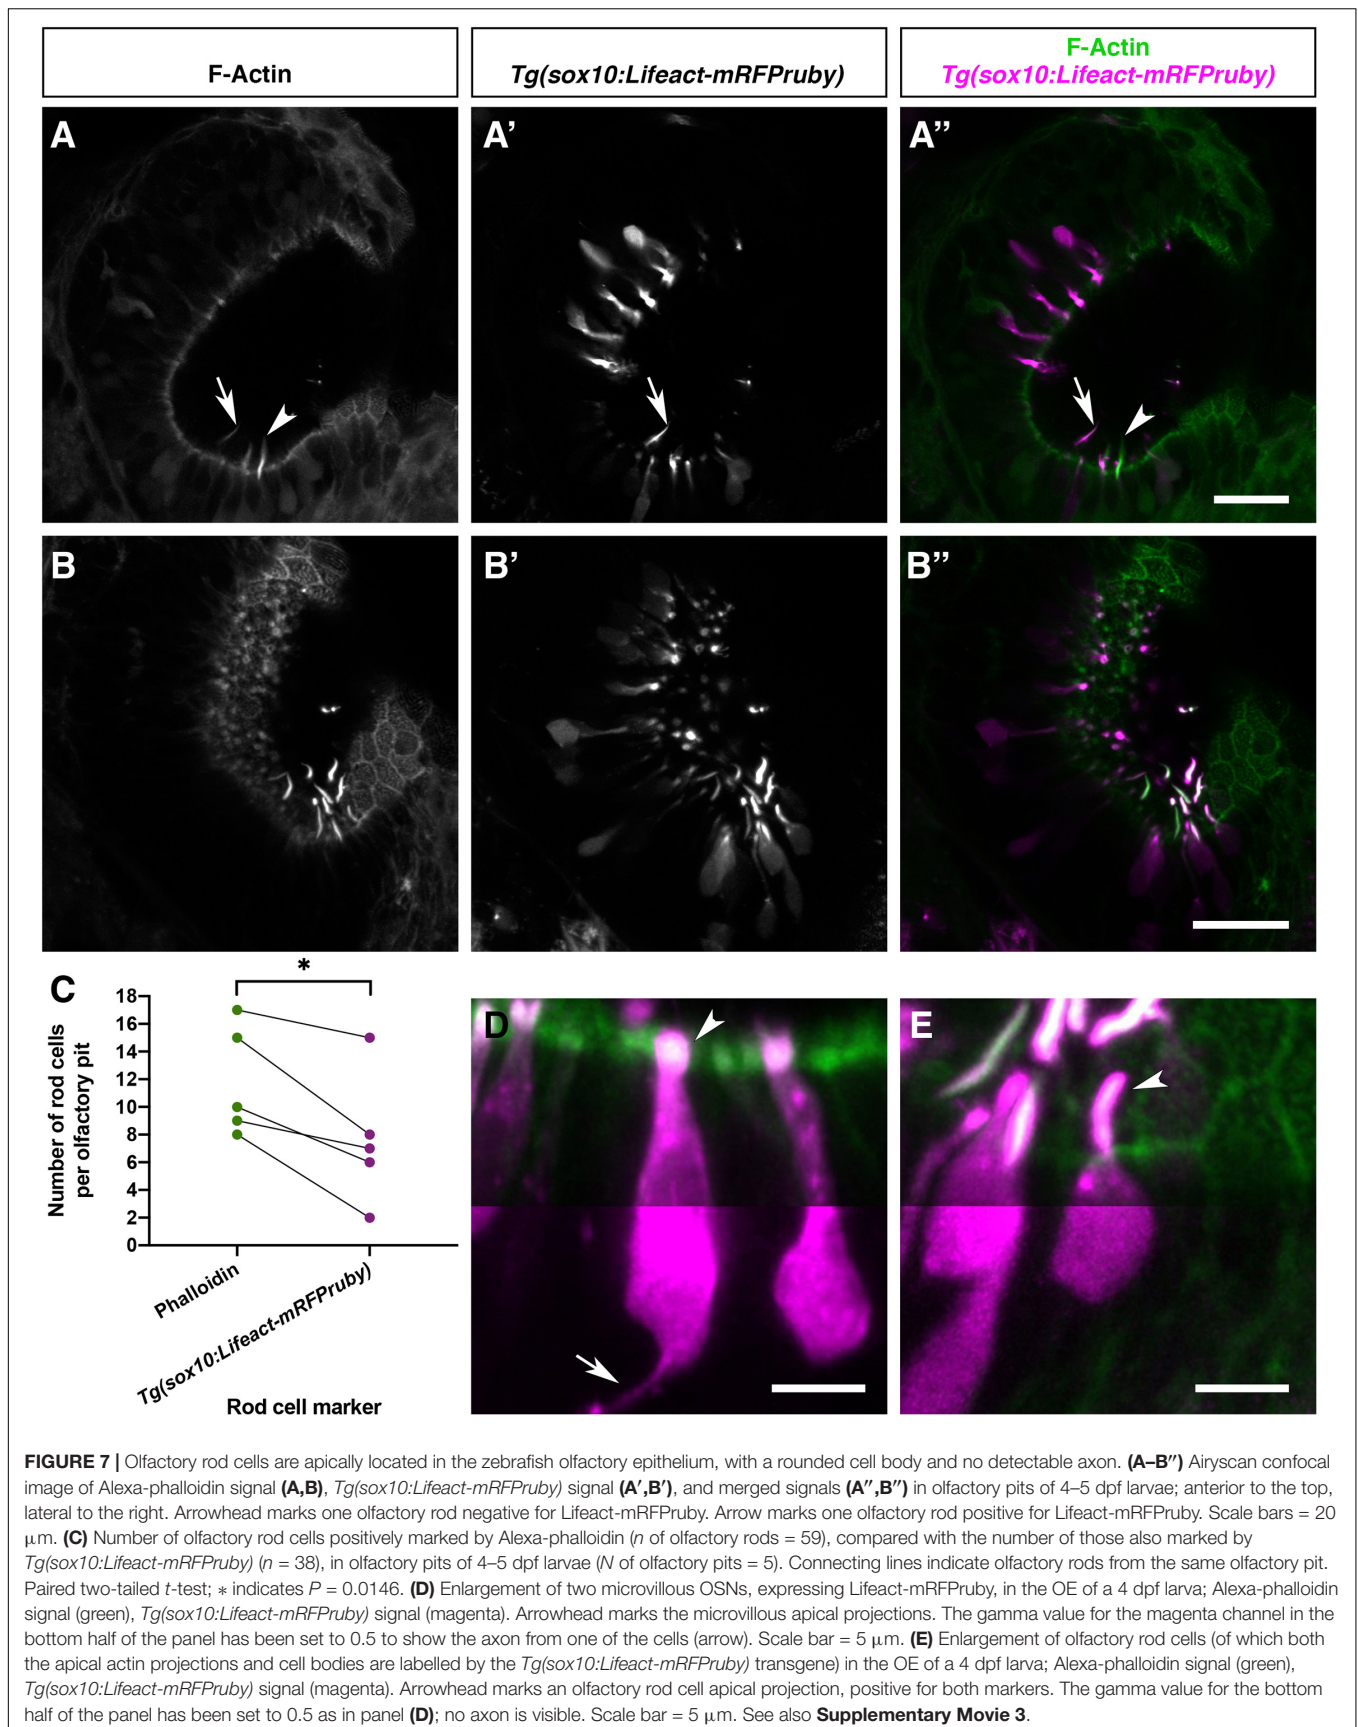 F-Actin
Tg(sox10:Lifeact-mRFPruby)
F-Actin
Tg(sox10:Lifeact-mRFPruby)
A
A’
A’’
B
B’
B’’
C
*
18
16
14
12
10
8
6
4
2
0
Number of rod cells
per olfactory pit
Phalloidin
Tg(sox10:Lifeact-mRFPruby)
Rod cell marker
D
E
FIGURE 7 | Olfactory rod cells are apically located in the zebrafish olfactory epithelium, with a rounded cell body and no detectable axon. (A–B″) Airyscan confocal
image of Alexa-phalloidin signal (A,B), Tg(sox10:Lifeact-mRFPruby) signal (A′,B′), and merged signals (A″,B″) in olfactory pits of 4–5 dpf larvae; anterior to the top,
lateral to the right. Arrowhead marks one olfactory rod negative for Lifeact-mRFPruby. Arrow marks one olfactory rod positive for Lifeact-mRFPruby. Scale bars = 20
μm. (C) Number of olfactory rod cells positively marked by Alexa-phalloidin (n of olfactory rods = 59), compared with the number of those also marked by
Tg(sox10:Lifeact-mRFPruby) (n = 38), in olfactory pits of 4–5 dpf larvae (N of olfactory pits = 5). Connecting lines indicate olfactory rods from the same olfactory pit.
Paired two-tailed t-test; * indicates P = 0.0146. (D) Enlargement of two microvillous OSNs, expressing Lifeact-mRFPruby, in the OE of a 4 dpf larva; Alexa-phalloidin
signal (green), Tg(sox10:Lifeact-mRFPruby) signal (magenta). Arrowhead marks the microvillous apical projections. The gamma value for the magenta channel in the
bottom half of the panel has been set to 0.5 to show the axon from one of the cells (arrow). Scale bar = 5 μm. (E) Enlargement of olfactory rod cells (of which both
the apical actin projections and cell bodies are labelled by the Tg(sox10:Lifeact-mRFPruby) transgene) in the OE of a 4 dpf larva; Alexa-phalloidin signal (green),
Tg(sox10:Lifeact-mRFPruby) signal (magenta). Arrowhead marks an olfactory rod cell apical projection, positive for both markers. The gamma value for the bottom
half of the panel has been set to 0.5 as in panel (D); no axon is visible. Scale bar = 5 μm. See also Supplementary Movie 3.